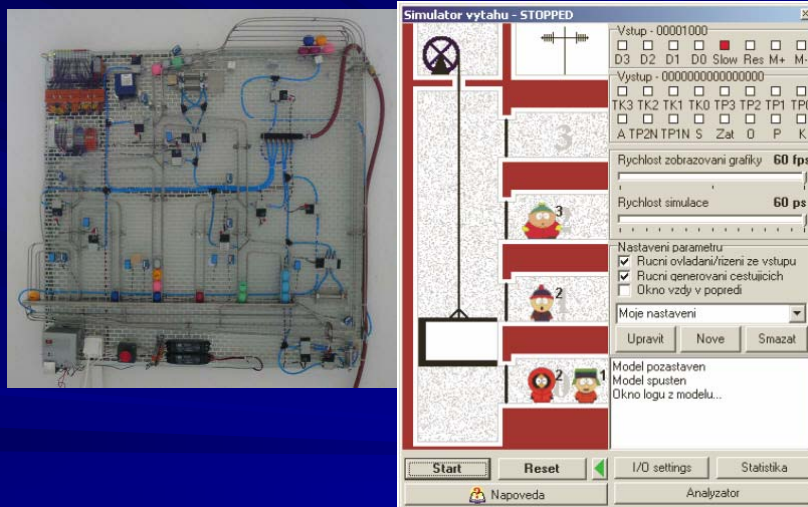 Simulator vytahu - STOPPED
Vstup - 00001000
D3 D2 D1 D0 Slow Res M+ M-
Vystup - 0000000000000000
TK3 TK2 TK1 TK0 TP3 TP2 TP1 TP0
A TP2N TP1N S Zat O P K
Rychlost zobrazovani grafiky 60 fps
Rychlost simulace 60 ps
Nastaveni parametru
Rucni ovladani/rizeni ze vstupu
Rucni generovani cestujicich
Okno vzdy v popredi
Moje nastaveni
Upravit Nove Smazat
Model pozastaven
Model spusten
Okno logu z modelu...
3
3
2
2 0 1
Start Reset I/O settings Statistika
Napoveda Analyzator